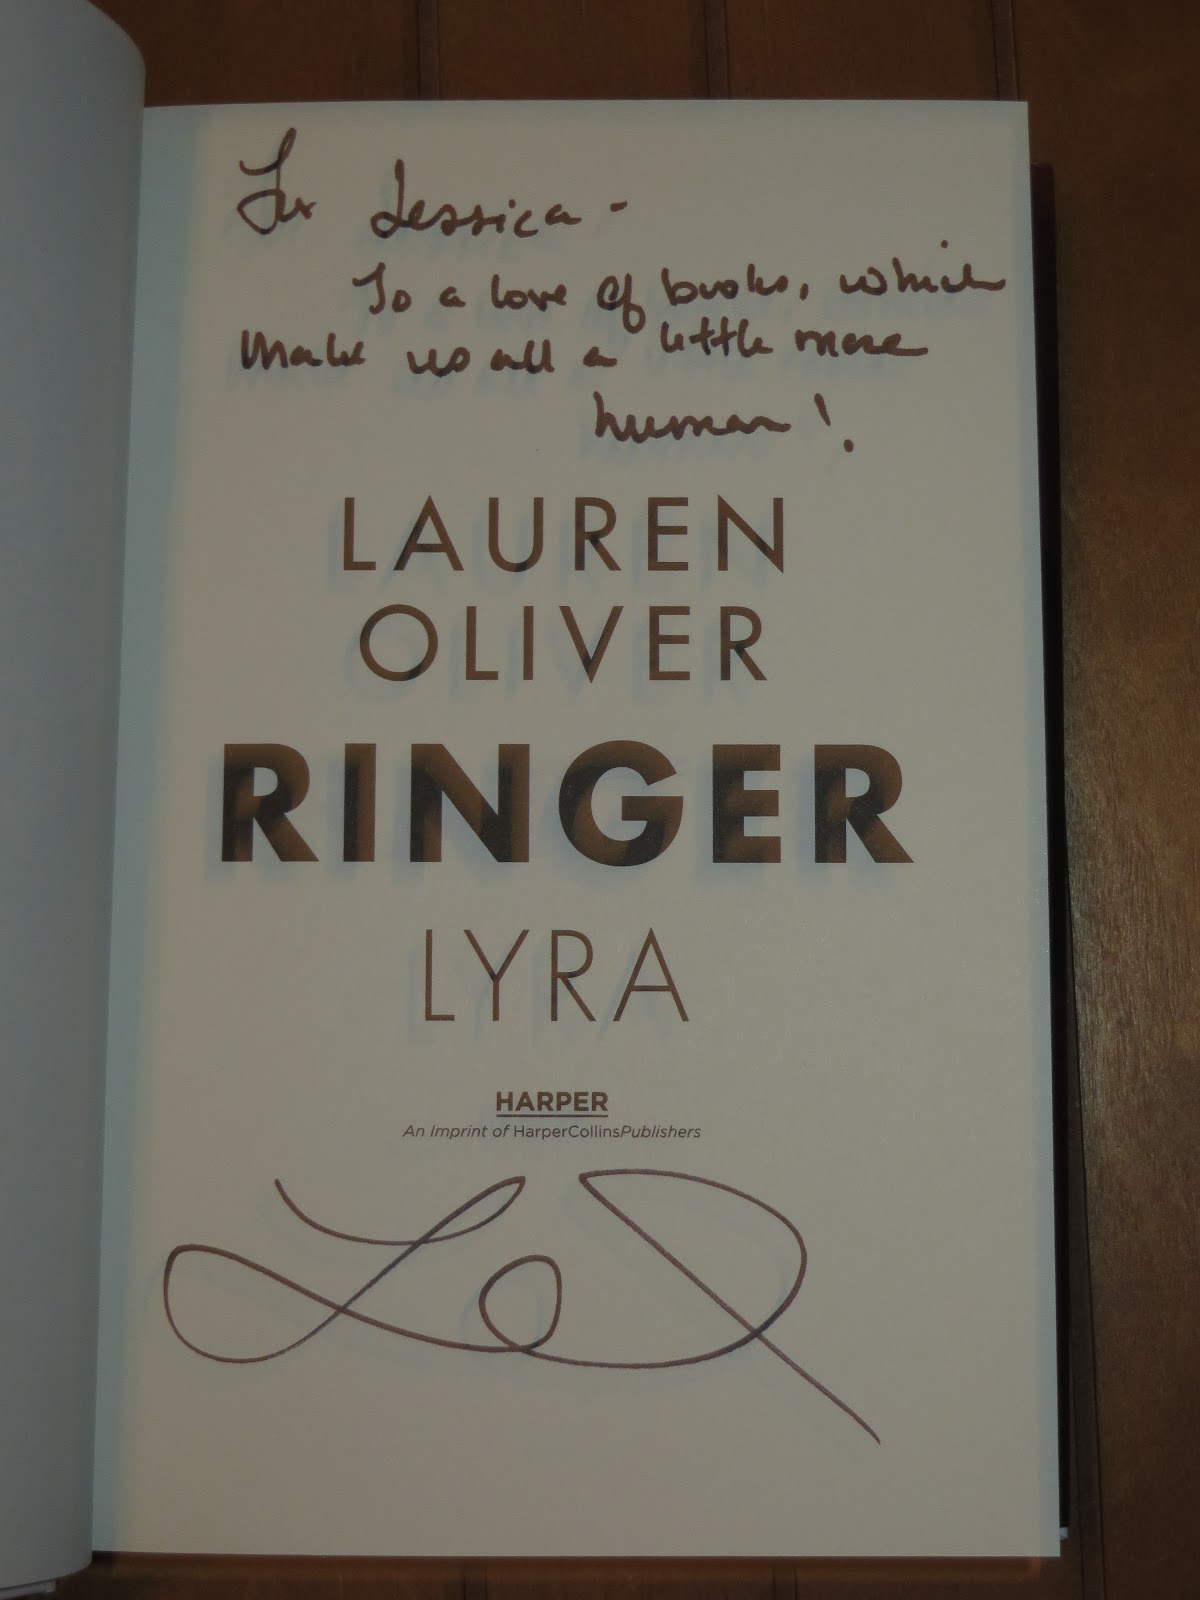 For Jessica -
To a love of books, which
make us all a little more
human!
LAUREN
OLIVER
RINGER
LYRA
HARPER
An Imprint of HarperCollinsPublishers